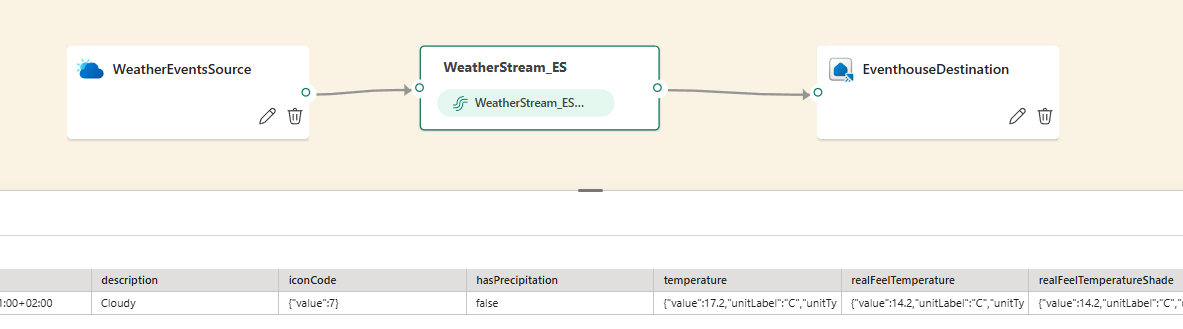 WeatherEventsSource
WeatherStream_ES
WeatherStream_ES...
EventhouseDestination
description iconCode hasPrecipitation temperature realFeelTemperature realFeelTemperatureShade
1:00+02:00 Cloudy {"value":7} false {"value":17.2,"unitLabel":"C","unitTy {"value":14.2,"unitLabel":"C","unitTy {"value":14.2,"unitLabel":"C","